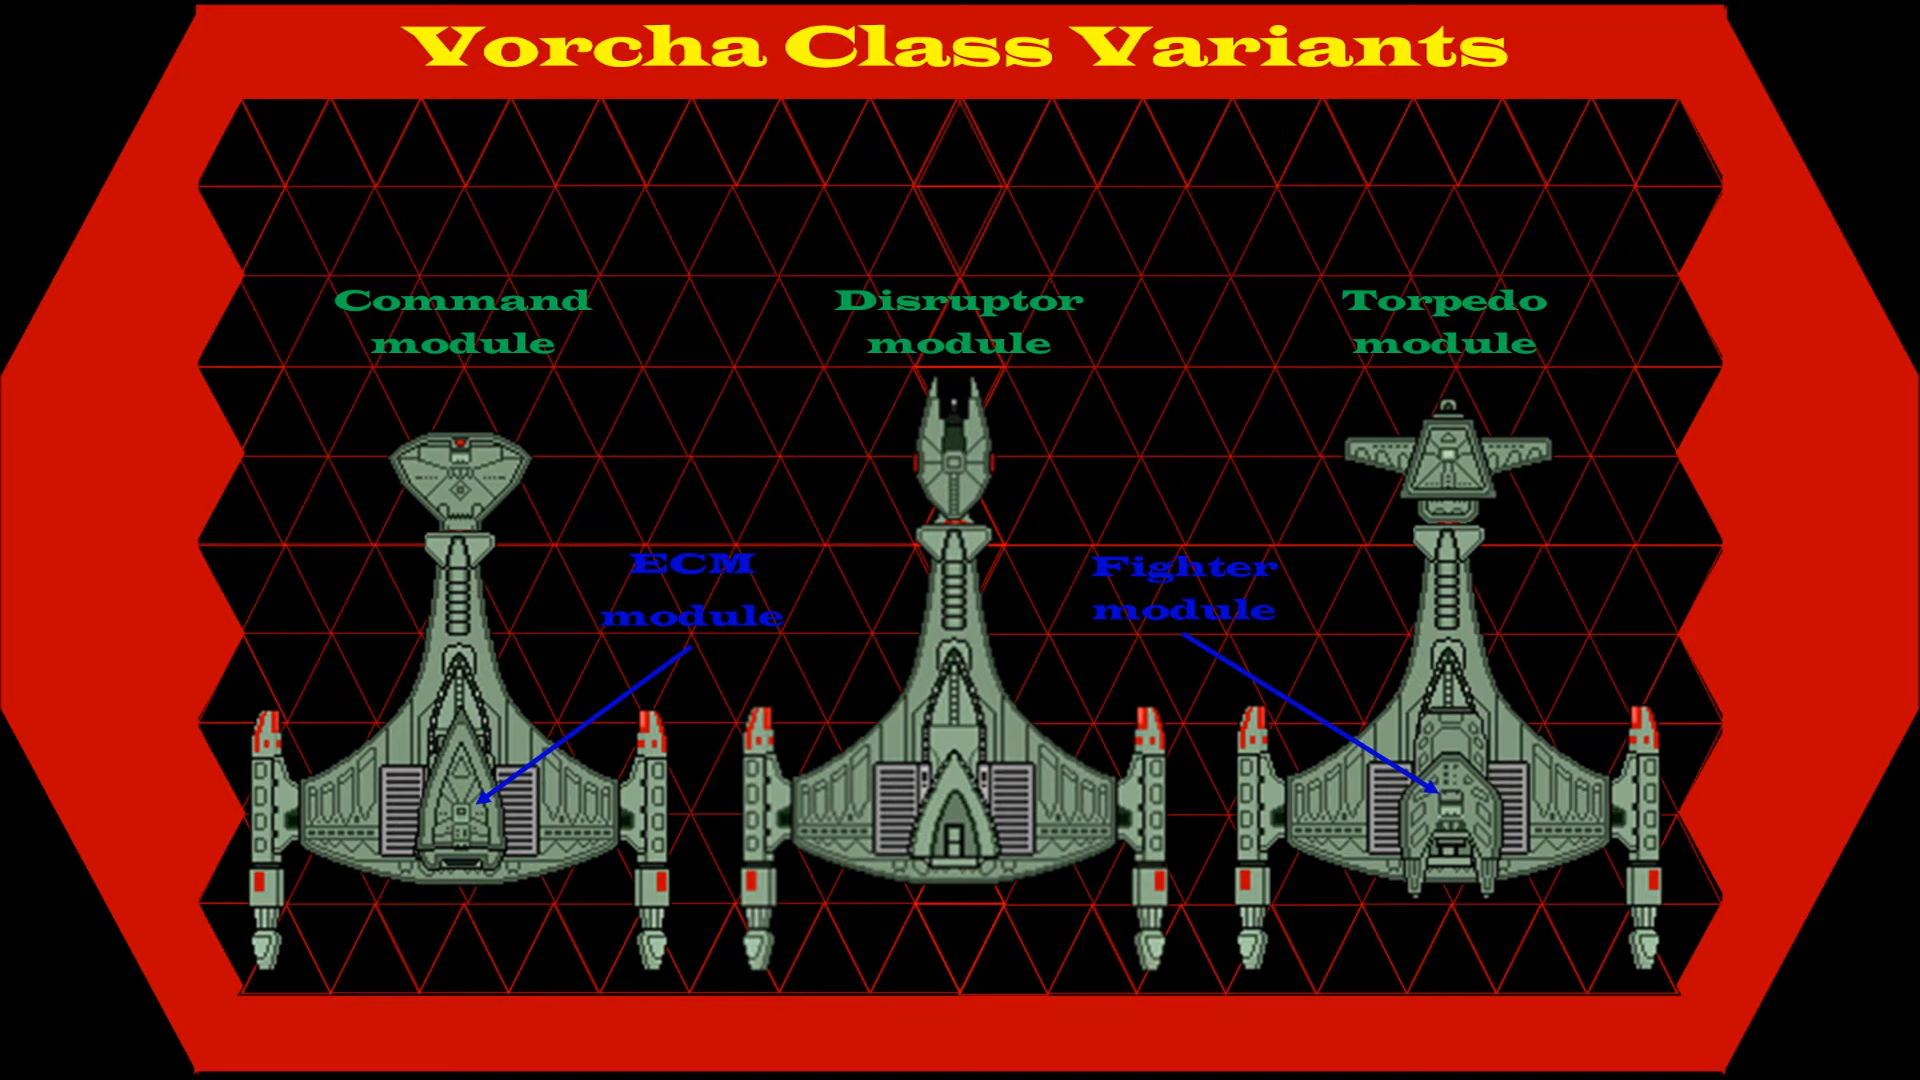 Vorcha Class Variants
Command
module
Disruptor
module
Torpedo
module
ECM
module
Fighter
module